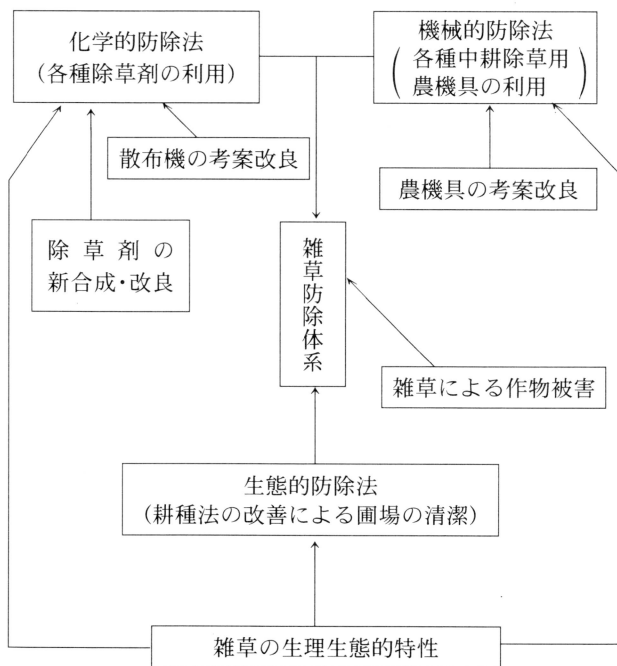 化学的防除法
(各種除草剤の利用)
機械的防除法
(各種中耕除草用
農機具の利用)
散布機の考案改良
農機具の考案改良
除草剤の
新合成・改良
雑草防除体系
雑草による作物被害
生態的防除法
(耕種法の改善による圃場の清潔)
雑草の生理生態的特性